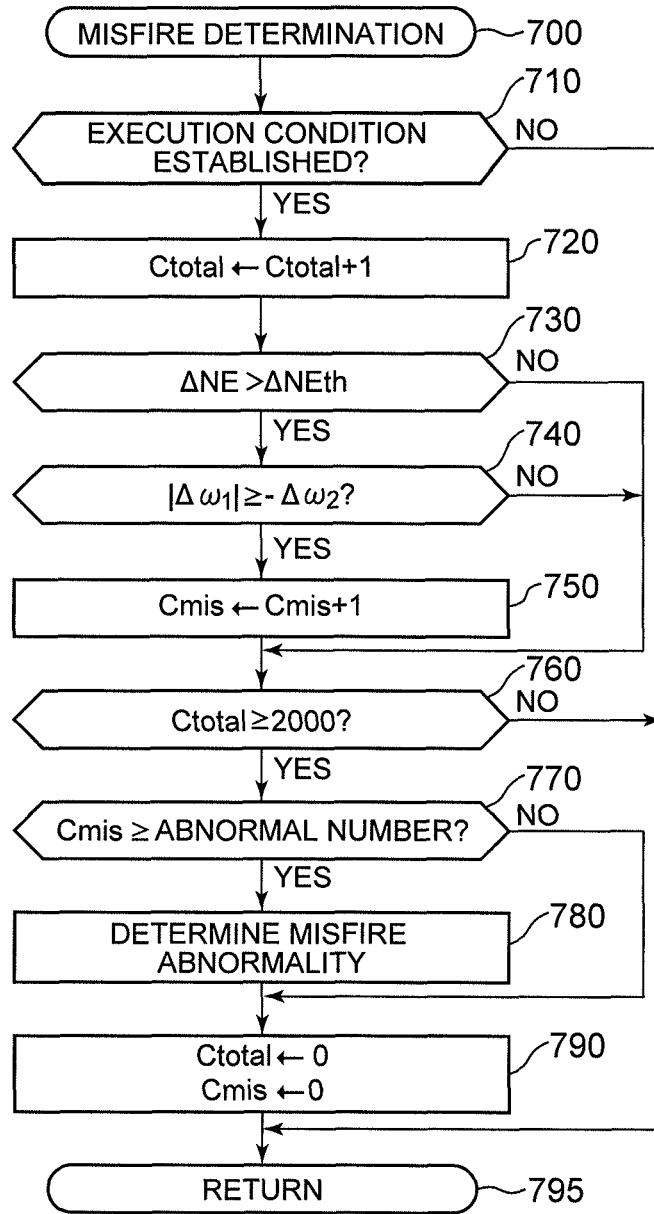 MISFIRE DETERMINATION
700
710
EXECUTION CONDITION
ESTABLISHED?
NO
YES
720
Ctotal ← Ctotal+1
730
ΔNE >ΔNEth
NO
YES
740
|Δω₁| ≥ - Δω₂?
NO
YES
750
Cmis ← Cmis+1
760
Ctotal ≥2000?
NO
YES
770
Cmis ≥ ABNORMAL NUMBER?
NO
YES
780
DETERMINE MISFIRE
ABNORMALITY
790
Ctotal ← 0
Cmis ←0
RETURN
795